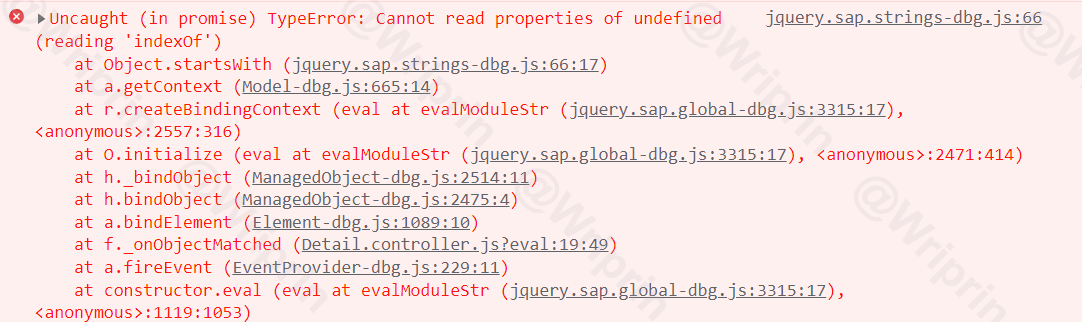 Uncaught (in promise) TypeError: Cannot read properties of undefined jquery.sap.strings-dbg.js:66
(reading 'indexOf')
at Object.startsWith (jquery.sap.strings-dbg.js:66:17)
at a.getContext (Model-dbg.js:665:14)
at r.createBindingContext (eval at evalModuleStr (jquery.sap.global-dbg.js:3315:17),
<anonymous>:2557:316)
at O.initialize (eval at evalModuleStr (jquery.sap.global-dbg.js:3315:17), <anonymous>:2471:414)
at h._bindObject (ManagedObject-dbg.js:2514:11)
at h.bindObject (ManagedObject-dbg.js:2475:4)
at a.bindElement (Element-dbg.js:1089:10)
at f._onObjectMatched (Detail.controller.js?eval:19:49)
at a.fireEvent (EventProvider-dbg.js:229:11)
at constructor.eval (eval at evalModuleStr (jquery.sap.global-dbg.js:3315:17),
<anonymous>:1119:1053)
@Wriprin
@Wriprin
@Wriprin
@Wriprin